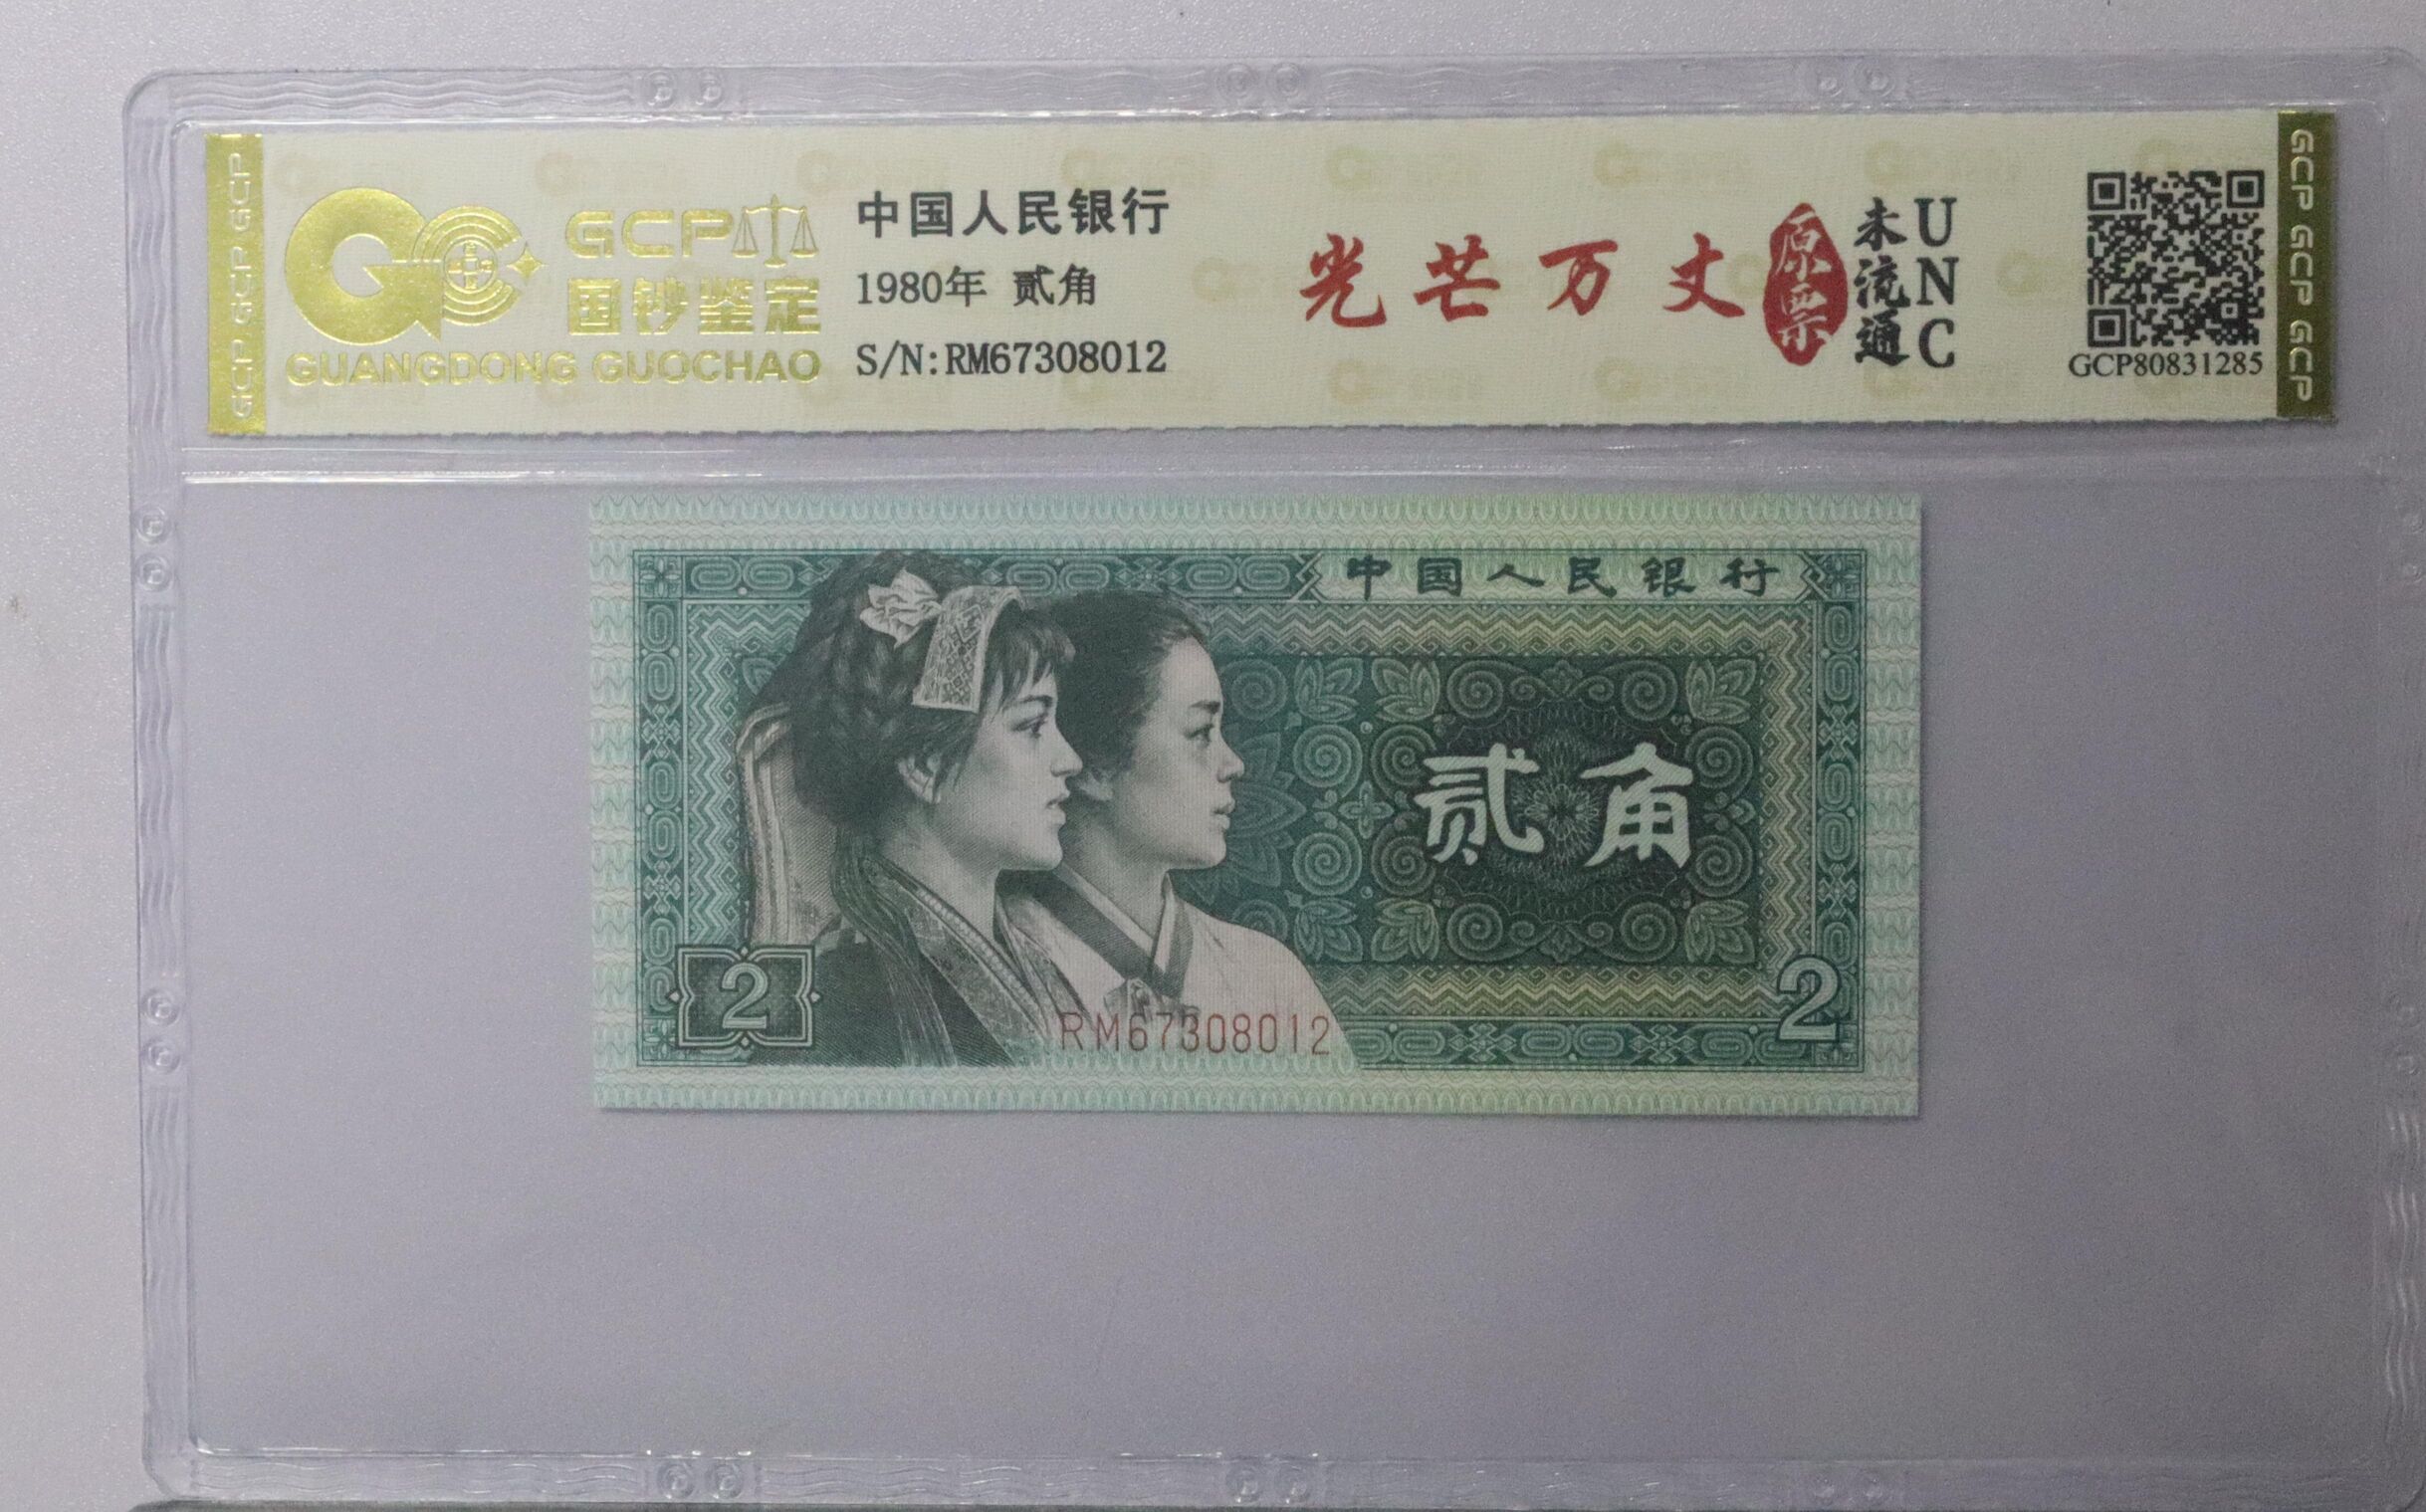 GCP GCP GCP
GCP
国钞鉴定
GUANGDONG GUOCHAO
中国人民银行
1980年 贰角
S/N:RM67308012
光芒万丈
原票
未流通
UNC
GCP80831285
GCP GCP GCP
中国人民银行
贰角
2
2
RM67308012